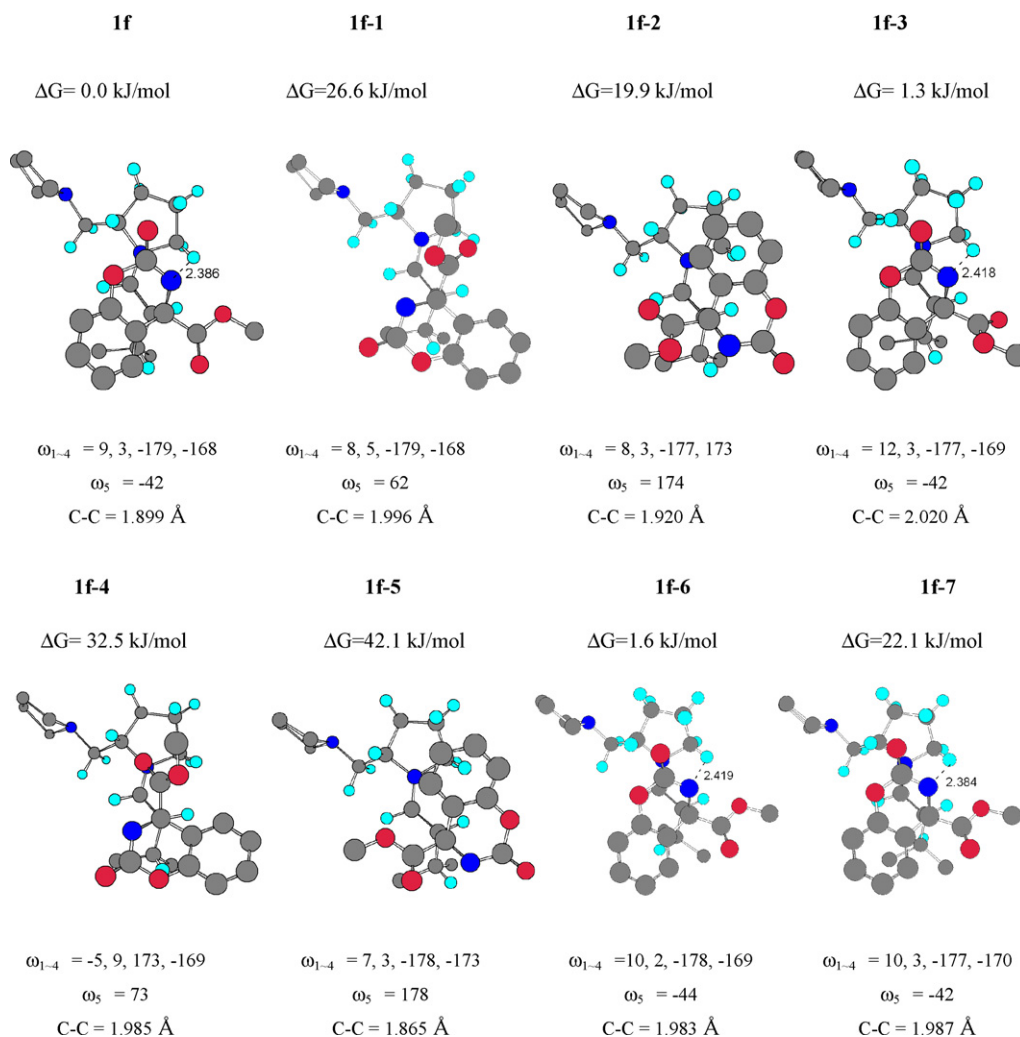 1f 1f-1 1f-2 1f-3
ΔG= 0.0 kJ/mol ΔG=26.6 kJ/mol ΔG=19.9 kJ/mol ΔG= 1.3 kJ/mol
2.386 2.418
ω1~4 = 9, 3, -179, -168 ω1~4 = 8, 5, -179, -168 ω1~4 = 8, 3, -177, 173 ω1~4 = 12, 3, -177, -169
ω5 = -42 ω5 = 62 ω5 = 174 ω5 = -42
C-C = 1.899 Å C-C = 1.996 Å C-C = 1.920 Å C-C = 2.020 Å
1f-4 1f-5 1f-6 1f-7
ΔG= 32.5 kJ/mol ΔG=42.1 kJ/mol ΔG=1.6 kJ/mol ΔG=22.1 kJ/mol
2.419 2.384
ω1~4 = -5, 9, 173, -169 ω1~4 = 7, 3, -178, -173 ω1~4 =10, 2, -178, -169 ω1~4 = 10, 3, -177, -170
ω5 = 73 ω5 = 178 ω5 = -44 ω5 = -42
C-C = 1.985 Å C-C = 1.865 Å C-C = 1.983 Å C-C = 1.987 Å